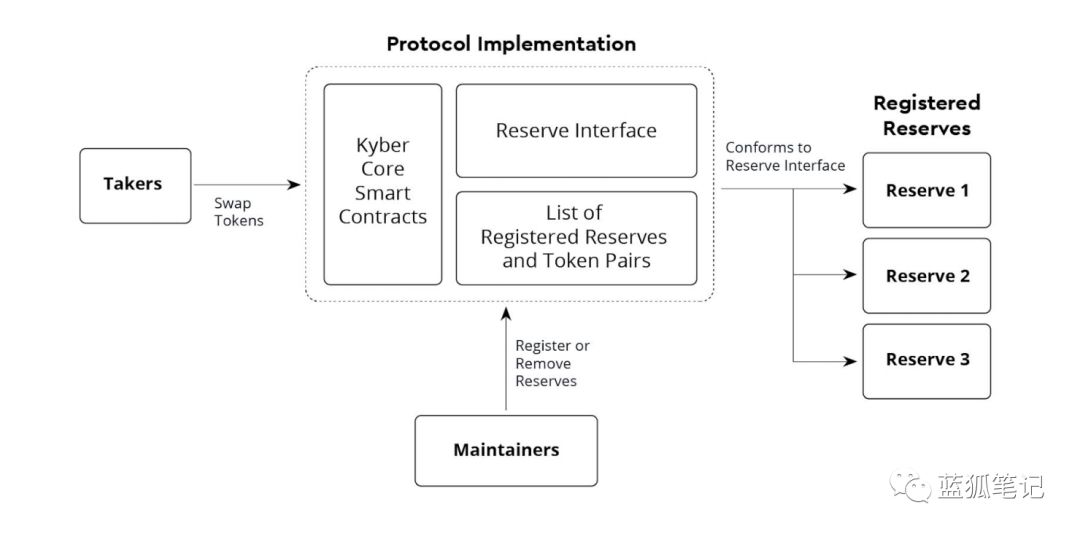 Protocol Implementation
Takers
Swap
Tokens
Kyber
Core
Smart
Contracts
Reserve Interface
List of
Registered Reserves
and Token Pairs
Conforms to
Reserve Interface
Registered
Reserves
Reserve 1
Reserve 2
Reserve 3
Register or
Remove
Reserves
Maintainers
蓝狐笔记